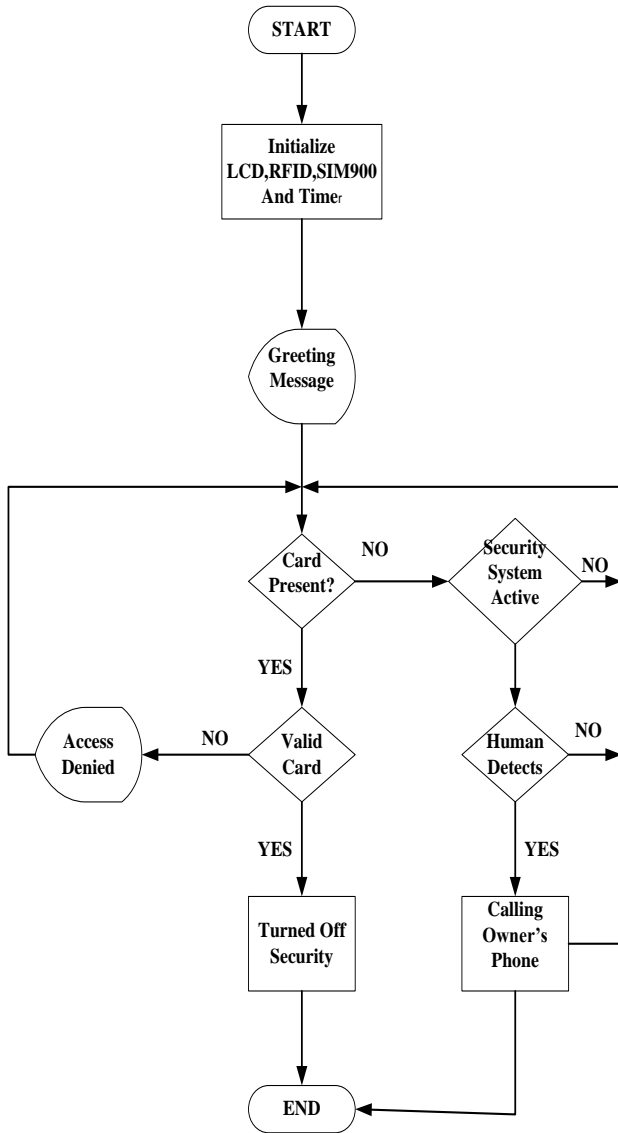 START
Initialize
LCD,RFID,SIM900
And Timer
Greeting
Message
Card
Present?
NO
Security
System
Active
NO
YES
Access
Denied
NO
Valid
Card
Human
Detects
NO
YES
YES
Turned Off
Security
Calling
Owner's
Phone
END